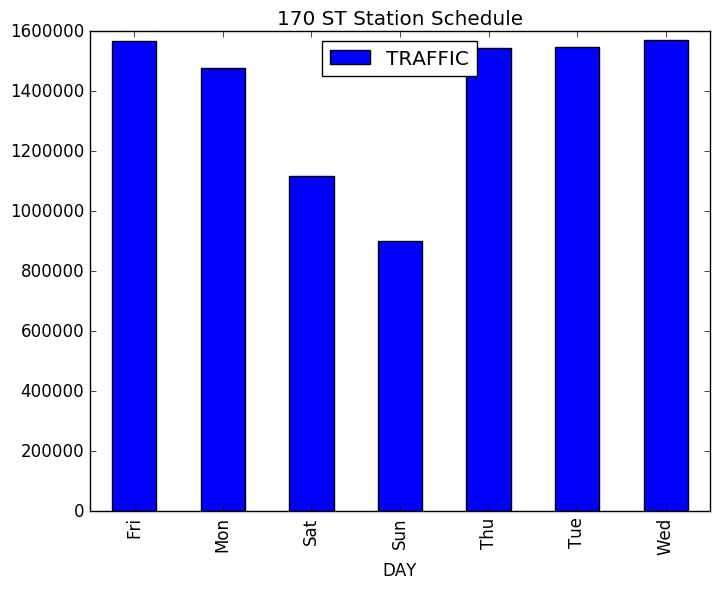 170 ST Station Schedule
TRAFFIC
1600000
1400000
1200000
1000000
800000
600000
400000
200000
0
Fri
Mon
Sat
Sun
Thu
Tue
Wed
DAY